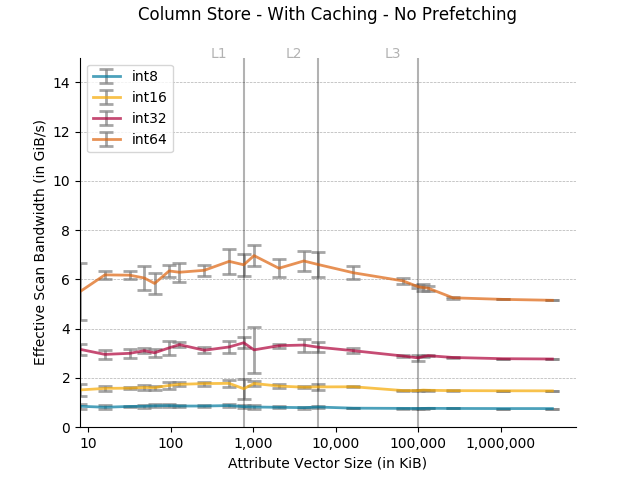 Column Store - With Caching - No Prefetching
L1 L2 L3
int8
int16
int32
int64
14
12
10
8
6
4
2
0
Effective Scan Bandwidth (in GiB/s)
10 100 1,000 10,000 100,000 1,000,000
Attribute Vector Size (in KiB)